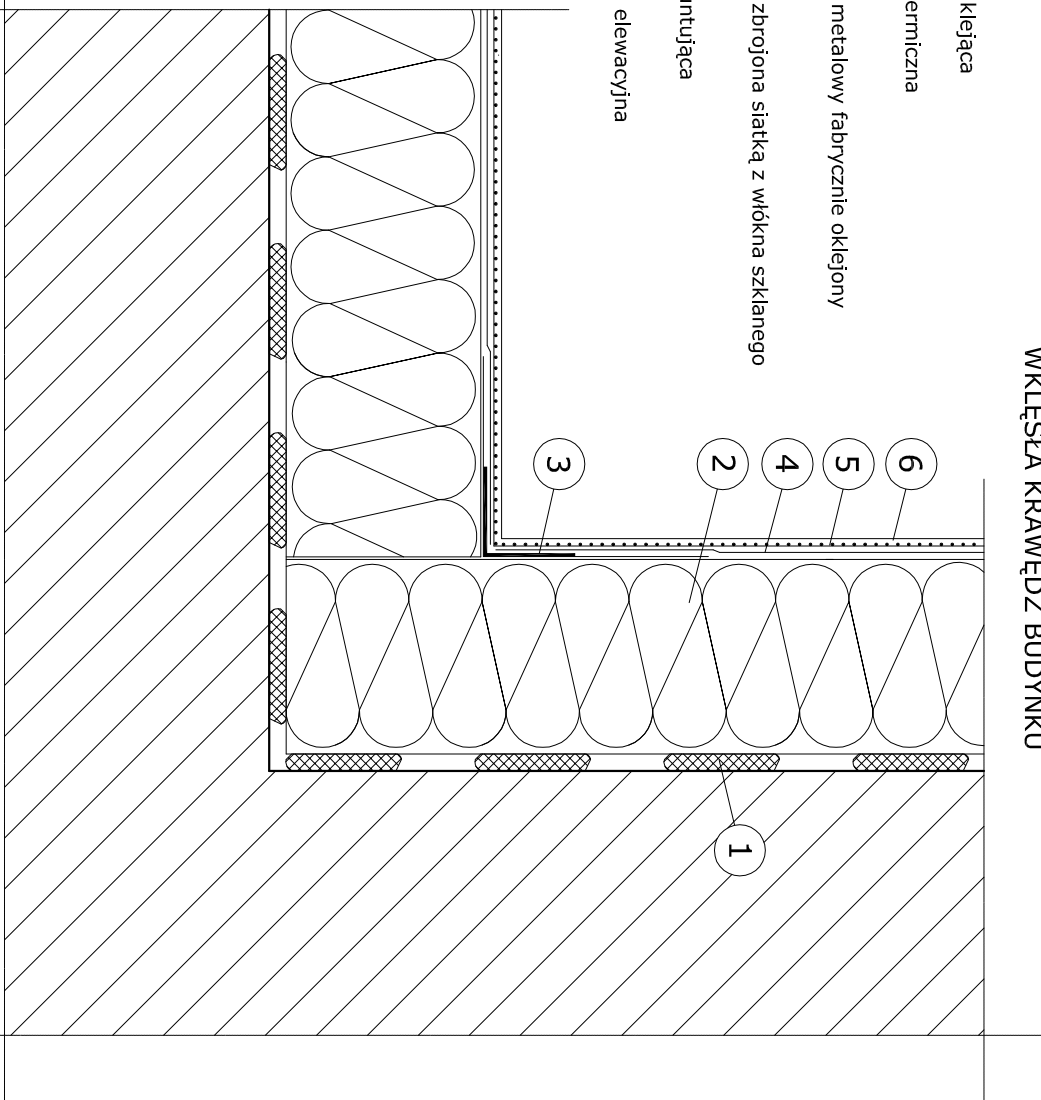 WKLĘSŁA KRAWĘDŹ BUDYNKU
klejąca
ermiczna
metalowy fabrycznie oklejony
zbrojona siatką z włókna szklanego
ntująca
elewacyjna
6
5
4
2
3
1